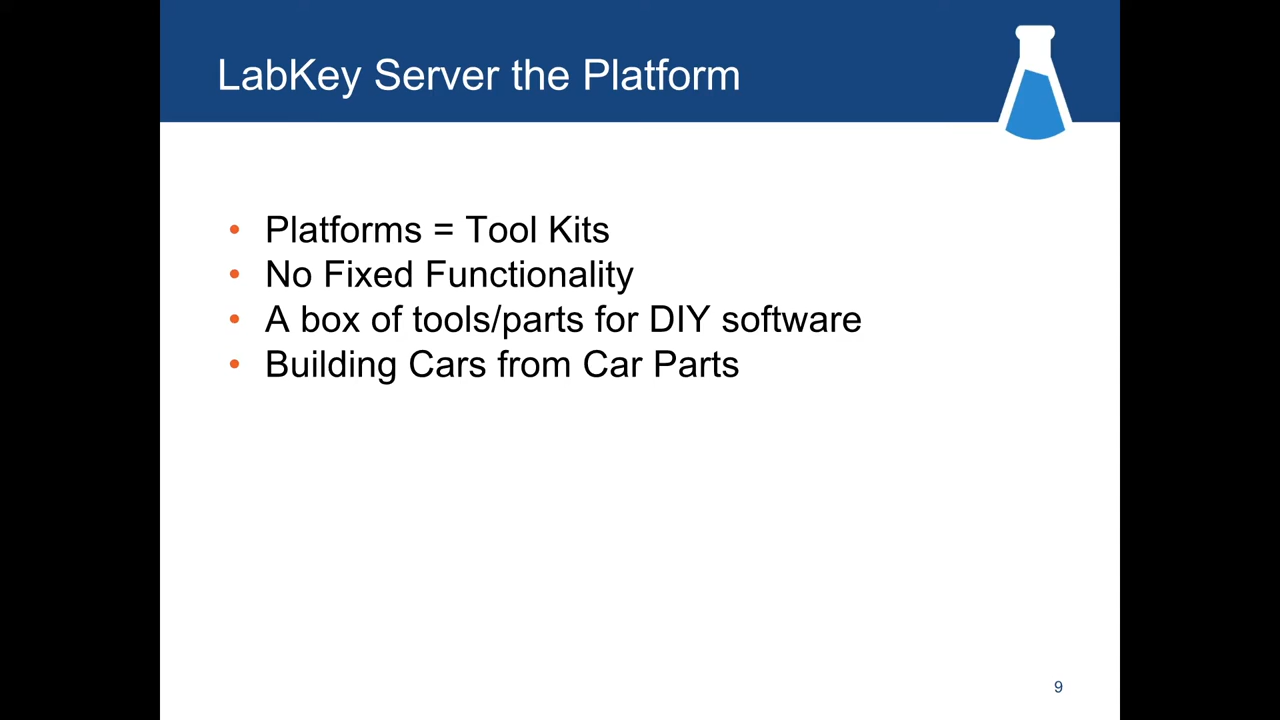 LabKey Server the Platform
• Platforms = Tool Kits
• No Fixed Functionality
• A box of tools/parts for DIY software
• Building Cars from Car Parts
9